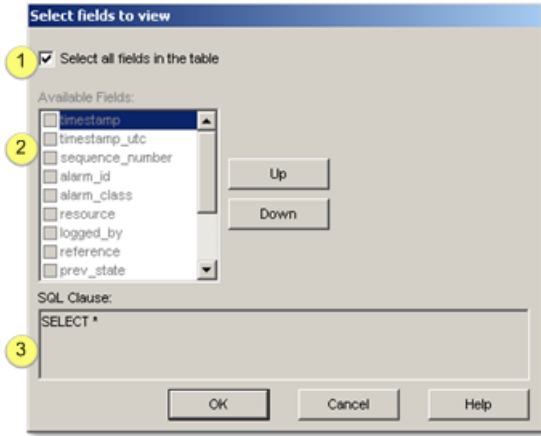 Select fields to view
1 Select all fields in the table
Available Fields:
timestamp
2 timestamp_utc
sequence_number
alarm_id
alarm_class
resource
logged_by
reference
prev_state
Up
Down
SQL Clause:
SELECT *
3
OK Cancel Help